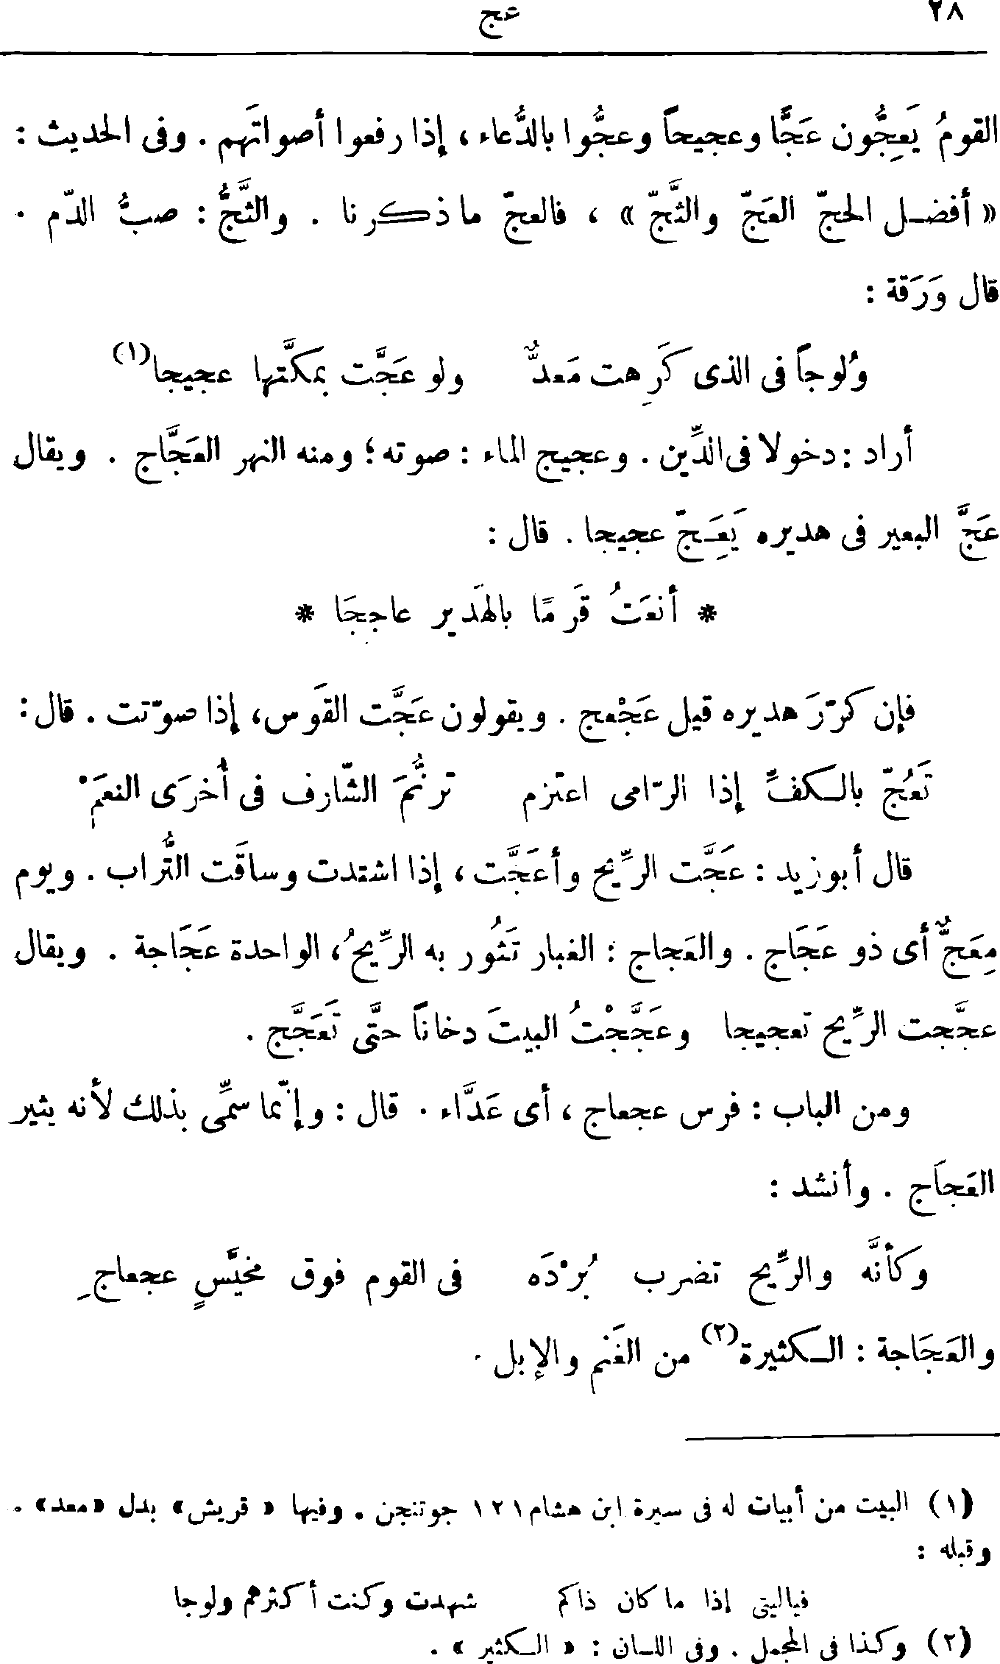 ٢٨
عج
القومُ يَعِجُّون عَجًّا وعجيجاً وعجُّوا بالدُّعاء ، إذا رفعوا أصواتَهم . وفى الحديث :
« أفضل الحجّ العَجّ والثَّجّ » ، فالعجّ ما ذكرنا . والثَّجُّ : صبُّ الدّم .
قال وَرَقة :
وُلوجاً فى الذى كَرِهت مَعدٌّ ولو عَجَّت بمكَّتها عجيجا(١)
أراد : دخولا فى الدِّين . وعجيج الماء : صوته ؛ ومنه النهر العَجَّاج . ويقال
عَجَّ البعير فى هديره يَعِـَجّ عجيجا . قال :
* أنعَتُ قَرمًا بالهَدير عاججَا *
فإن كرّرَ هديره قيل عَجْعج . ويقولون عَجَّت القَوس ، إذا صوّتت . قال :
تَعُجّ بالكفِّ إذا الرّامى اعتزم ترنُّمَ الشّارف فى أُخرَى النعَمْ
قال أبو زيد : عَجَّت الرِّيح وأعَجَّت ، إذا اشتدت وساقَت التُّراب . ويوم
مِعَجٌّ أى ذو عَجَاج . والعَجاج : الغبار تَثُور به الرِّيحُ ، الواحدة عَجَاجة . ويقال
عجَّجت الرِّيح تعجيجا وعَجَّجْتُ البيتَ دخاناً حتَّى تَعَجَّج .
ومن الباب : فرس عجعاج ، أى عَدَّاء . قال : وإنّما سمِّى بذلك لأنه يثير
العَجاَج . وأنشد :
وكأنَّه والرِّيح تضرب بُرْدَه فى القوم فوق مخيَّسٍ عجعاجِ
والعَجَاجة : الكثيرة(٢) من الغَنم والإبل .
(١) البيت من أبيات له فى سيرة ابن هشام ١٢١ جوتنجن . وفيها « قريش » بدل « معد » .
وقبله :
فياليتى إذا ما كان ذاكم شهدت وكنت أكثرهم ولوجا
(٢) وكذا فى المجمل . وفى اللسان : « الكثير » .